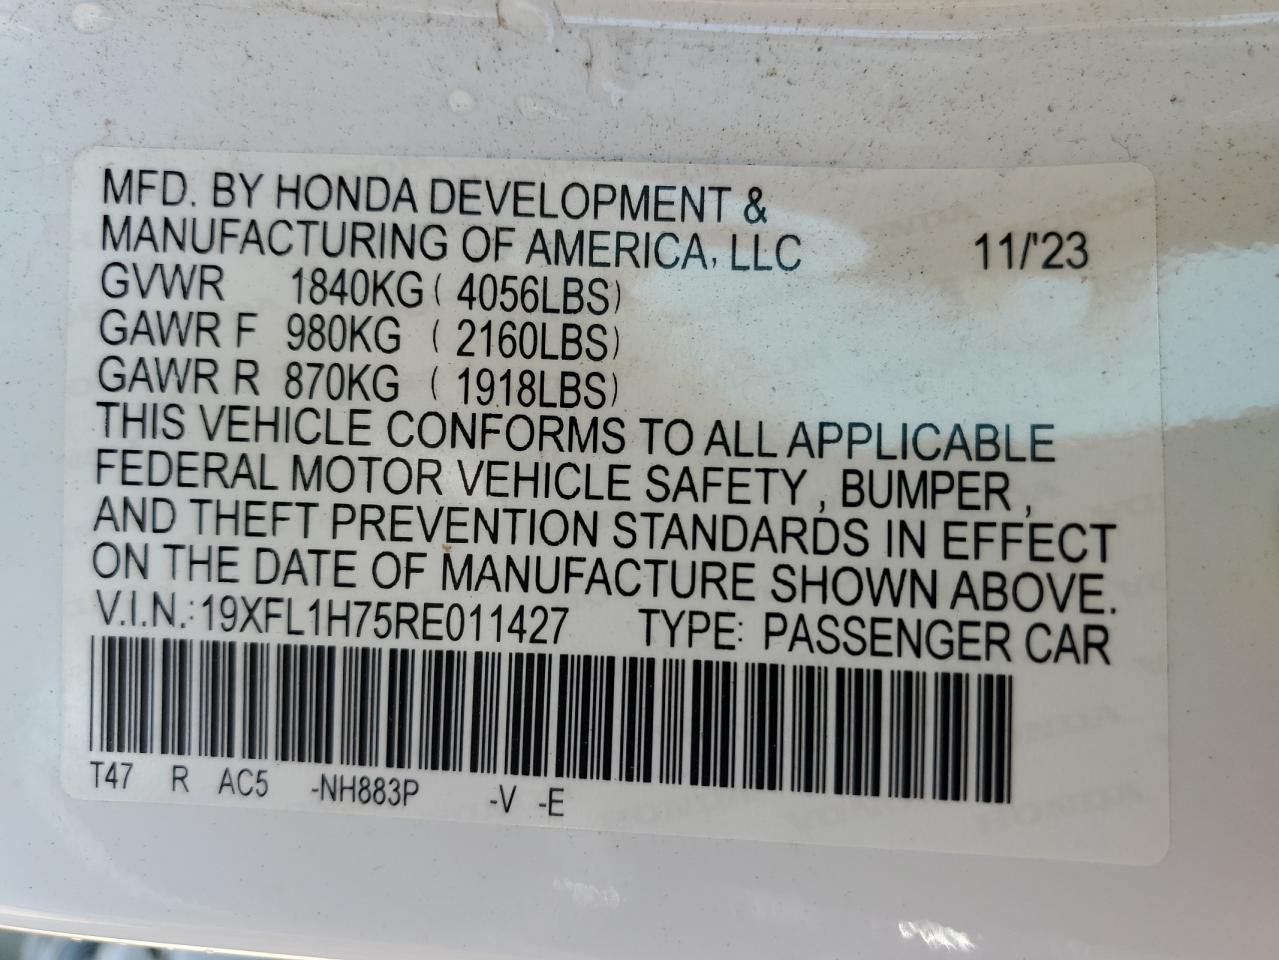 MFD. BY HONDA DEVELOPMENT &
MANUFACTURING OF AMERICA, LLC 11/'23
GVWR 1840KG ( 4056LBS)
GAWR F 980KG ( 2160LBS)
GAWR R 870KG ( 1918LBS)
THIS VEHICLE CONFORMS TO ALL APPLICABLE
FEDERAL MOTOR VEHICLE SAFETY , BUMPER ,
AND THEFT PREVENTION STANDARDS IN EFFECT
ON THE DATE OF MANUFACTURE SHOWN ABOVE.
V.I.N.: 19XFL1H75RE011427 TYPE: PASSENGER CAR
T47 R AC5 -NH883P -V -E